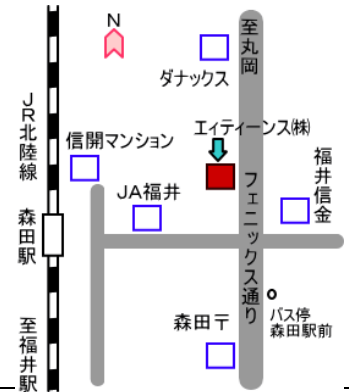 N
至丸岡
ダナックス
JR北陸線
信開マンション
エィティーンス㈱
福井信金
JA福井
フェニックス通り
森田駅
バス停
森田駅前
森田〒
至福井駅